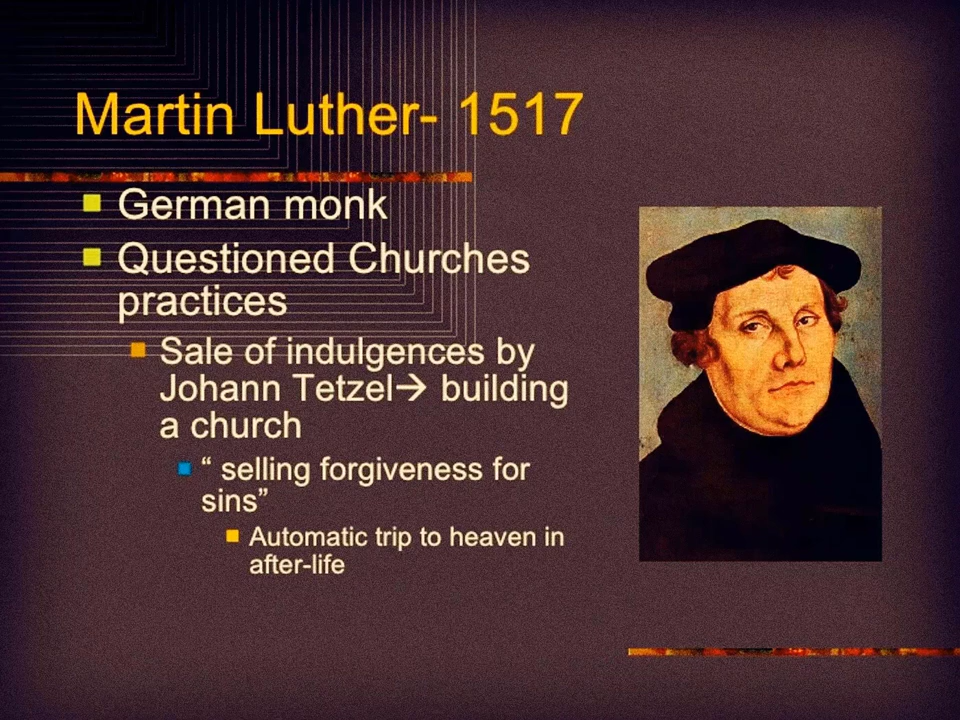 Martin Luther- 1517
German monk
Questioned Churches
practices
Sale of indulgences by
Johann Tetzel→ building
a church
“ selling forgiveness for
sins”
Automatic trip to heaven in
after-life